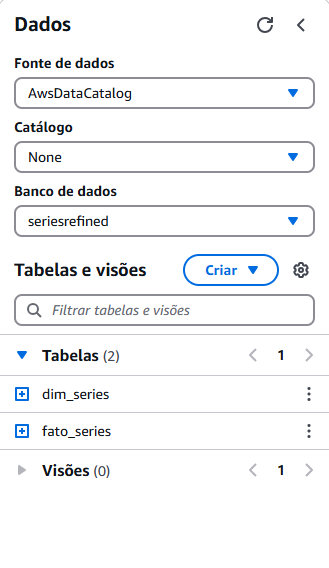 Dados
Fonte de dados
AwsDataCatalog
Catálogo
None
Banco de dados
seriesrefined
Tabelas e visões
Criar
Filtrar tabelas e visões
Tabelas (2) 1
dim_series
fato_series
Visões (0) 1